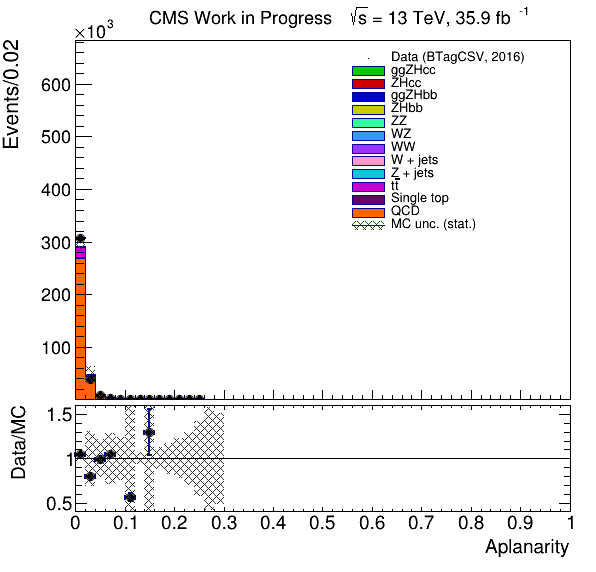 CMS Work in Progress √s = 13 TeV, 35.9 fb⁻¹
×10³
Events/0.02
600
500
400
300
200
100
Data (BTagCSV, 2016)
ggZHcc
ZHcc
ggZHbb
ZHbb
ZZ
WZ
WW
W + jets
Z + jets
tt̅
Single top
QCD
MC unc. (stat.)
Data/MC
1.5
1
0.5
0 0.1 0.2 0.3 0.4 0.5 0.6 0.7 0.8 0.9 1
Aplanarity